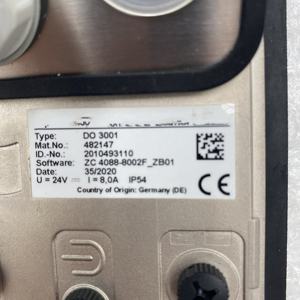 Type: DO 3001
Mat.No.: 482147
ID.-No.: 2010493110
Software: ZC 4088-8002F_ZB01
Date: 35/2020
U = 24V I = 8,0A IP54
Country of Origin: Germany (DE)
CE